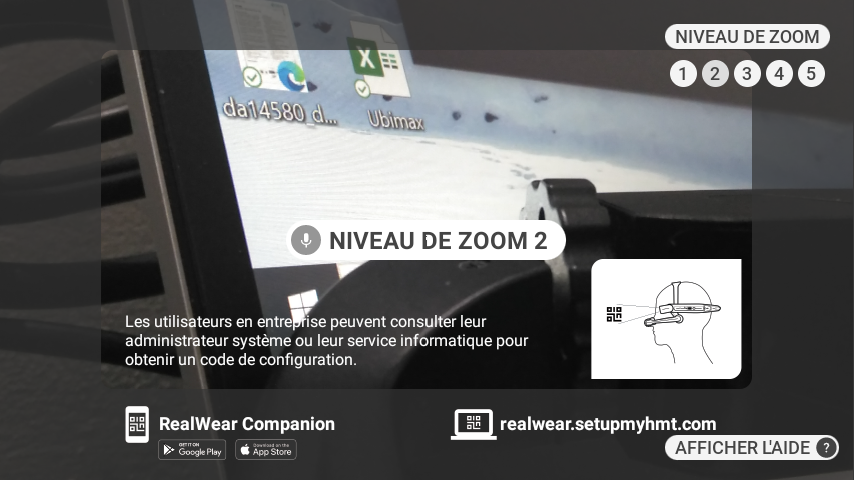 NIVEAU DE ZOOM
1 2 3 4 5
da14580_d...
Ubimax
NIVEAU DE ZOOM 2
Les utilisateurs en entreprise peuvent consulter leur
administrateur système ou leur service informatique pour
obtenir un code de configuration.
RealWear Companion
GET IT ON
Google Play
Download on the
App Store
realwear.setupmyhmt.com
AFFICHER L'AIDE ?